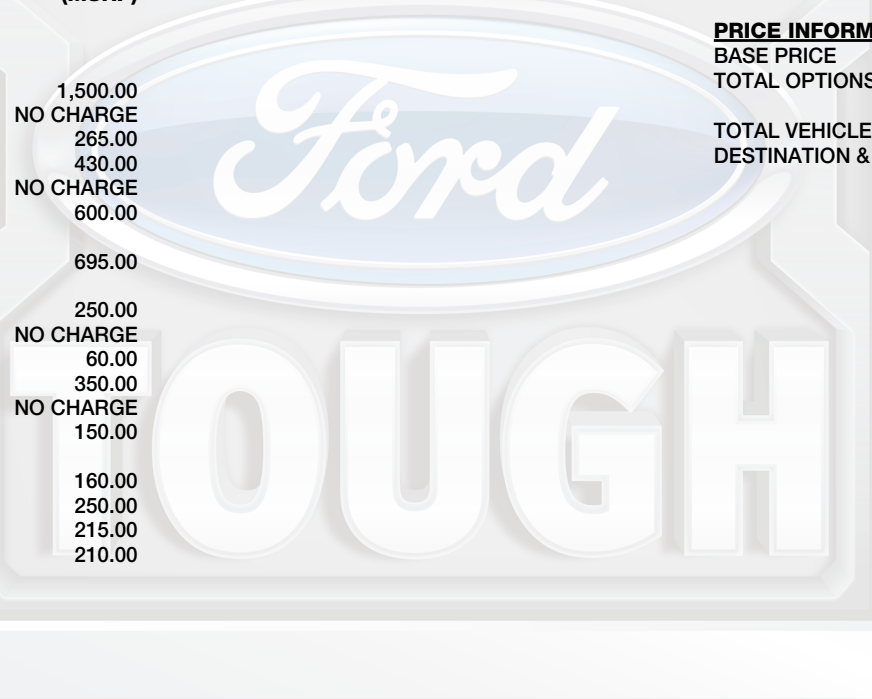 1,500.00
NO CHARGE
265.00
430.00
NO CHARGE
600.00
695.00
250.00
NO CHARGE
60.00
350.00
NO CHARGE
150.00
160.00
250.00
215.00
210.00
PRICE INFORM
BASE PRICE
TOTAL OPTIONS
TOTAL VEHICLE
DESTINATION &
Ford
TOUGH